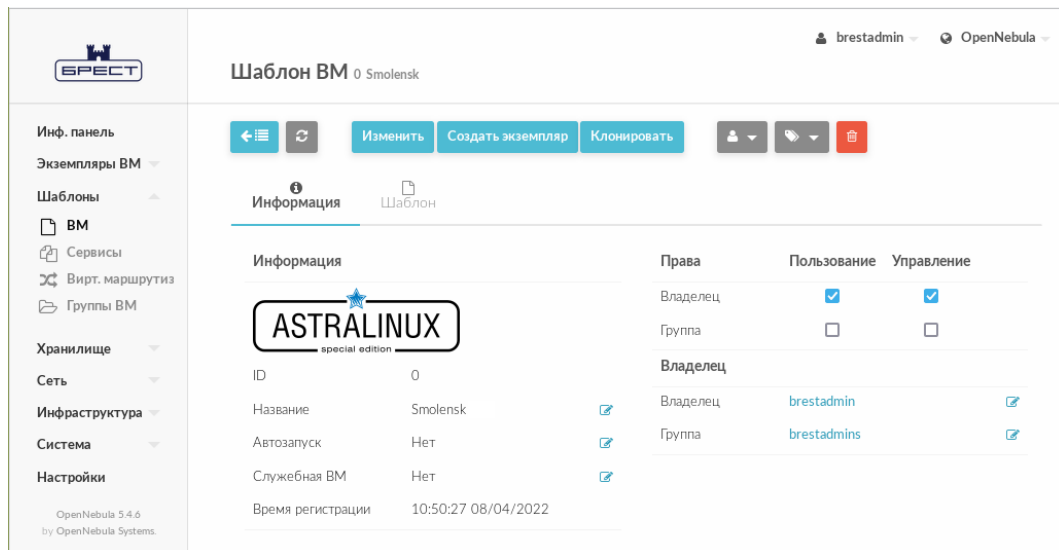 brestadmin
OpenNebula
БРЕСТ
Шаблон ВМ 0 Smolensk
Инф. панель
Экземпляры ВМ
Шаблоны
ВМ
Сервисы
Вирт. маршрутиз
Группы ВМ
Хранилище
Сеть
Инфраструктура
Система
Настройки
OpenNebula 5.4.6
by OpenNebula Systems.
Изменить
Создать экземпляр
Клонировать
Информация
Шаблон
Информация
ASTRALINUX
special edition
ID 0
Название Smolensk
Автозапуск Нет
Служебная ВМ Нет
Время регистрации 10:50:27 08/04/2022
Права Пользование Управление
Владелец
Группа
Владелец
Владелец brestadmin
Группа brestadmins